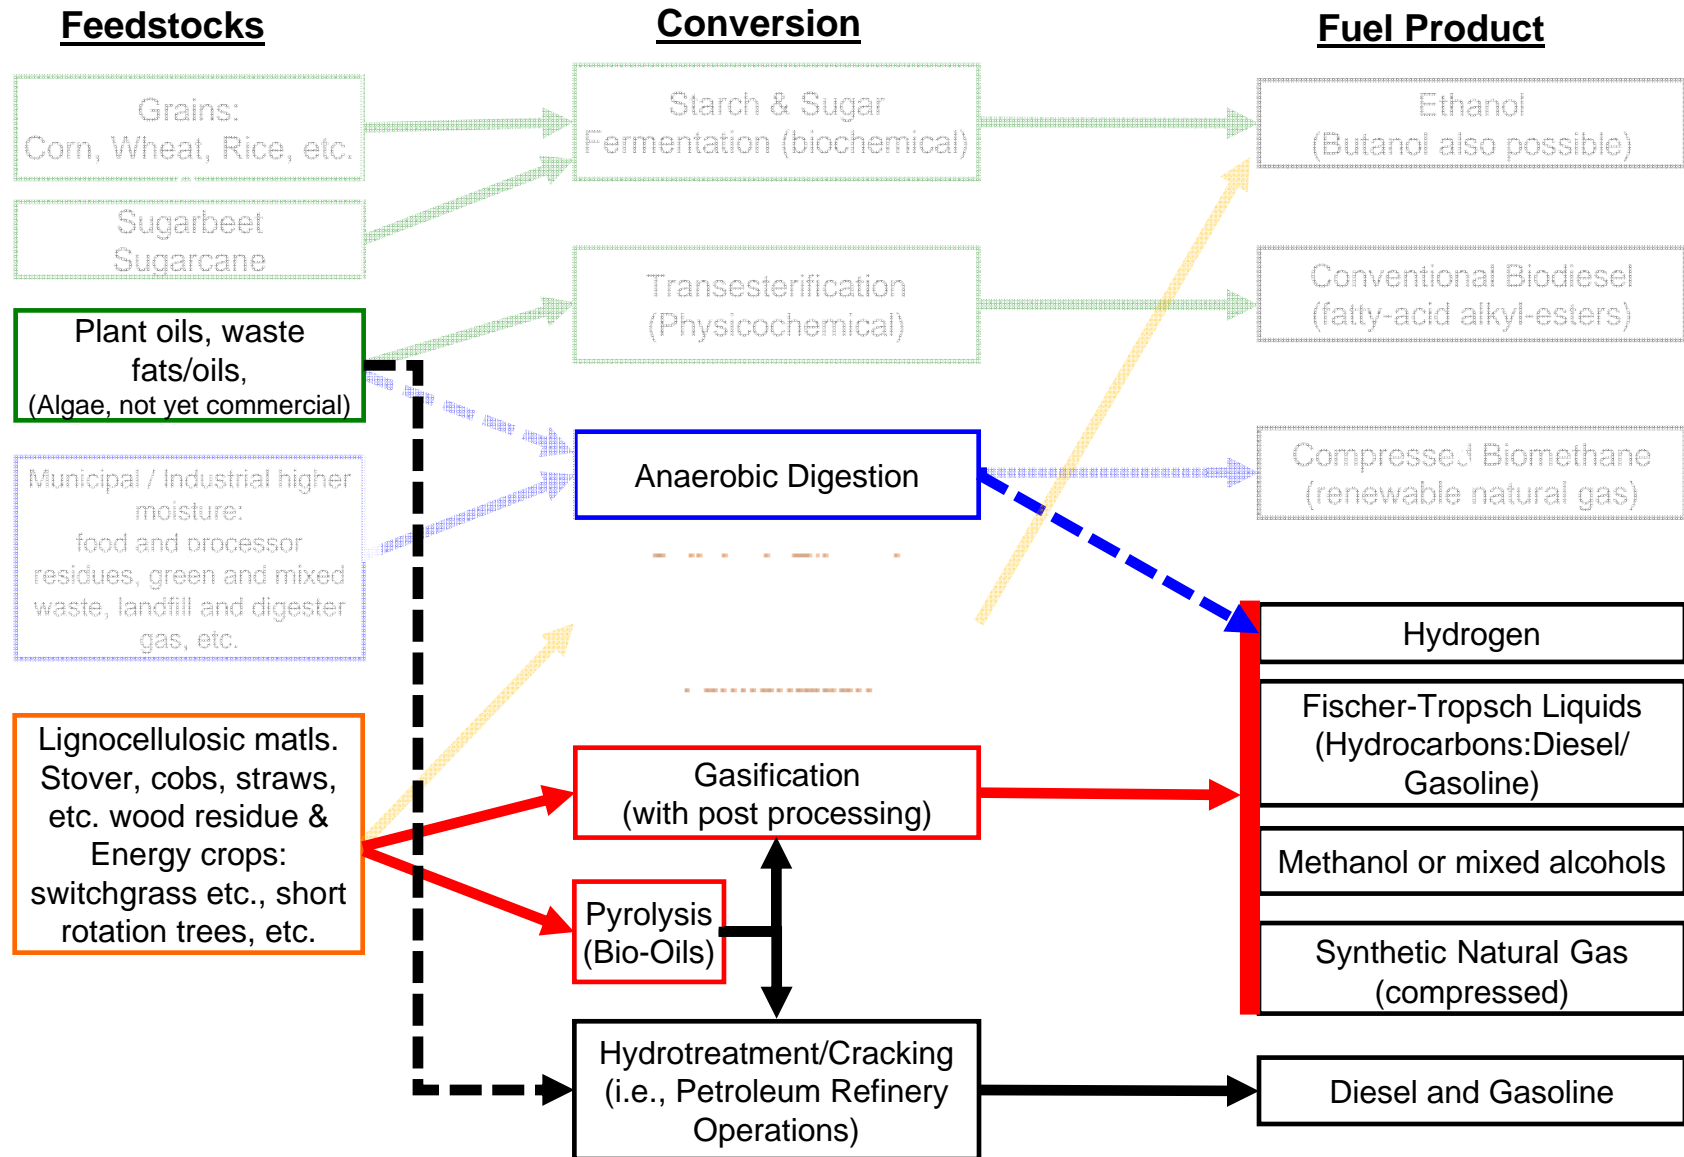 Feedstocks
Conversion
Fuel Product
Grains:
Corn, Wheat, Rice, etc.
Starch & Sugar
Fermentation (biochemical)
Ethanol
(Butanol also possible)
Sugarbeet
Sugarcane
Transesterification
(Physicochemical)
Conventional Biodiesel
(fatty-acid alkyl-esters)
Plant oils, waste
fats/oils,
(Algae, not yet commercial)
Anaerobic Digestion
Compressed Biomethane
(renewable natural gas)
Municipal / Industrial higher
moisture:
food and processor
residues, green and mixed
waste, landfill and digester
gas, etc.
Hydrogen
Fischer-Tropsch Liquids
(Hydrocarbons:Diesel/
Gasoline)
Lignocellulosic matls.
Stover, cobs, straws,
etc. wood residue &
Energy crops:
switchgrass etc., short
rotation trees, etc.
Gasification
(with post processing)
Methanol or mixed alcohols
Pyrolysis
(Bio-Oils)
Synthetic Natural Gas
(compressed)
Hydrotreatment/Cracking
(i.e., Petroleum Refinery
Operations)
Diesel and Gasoline